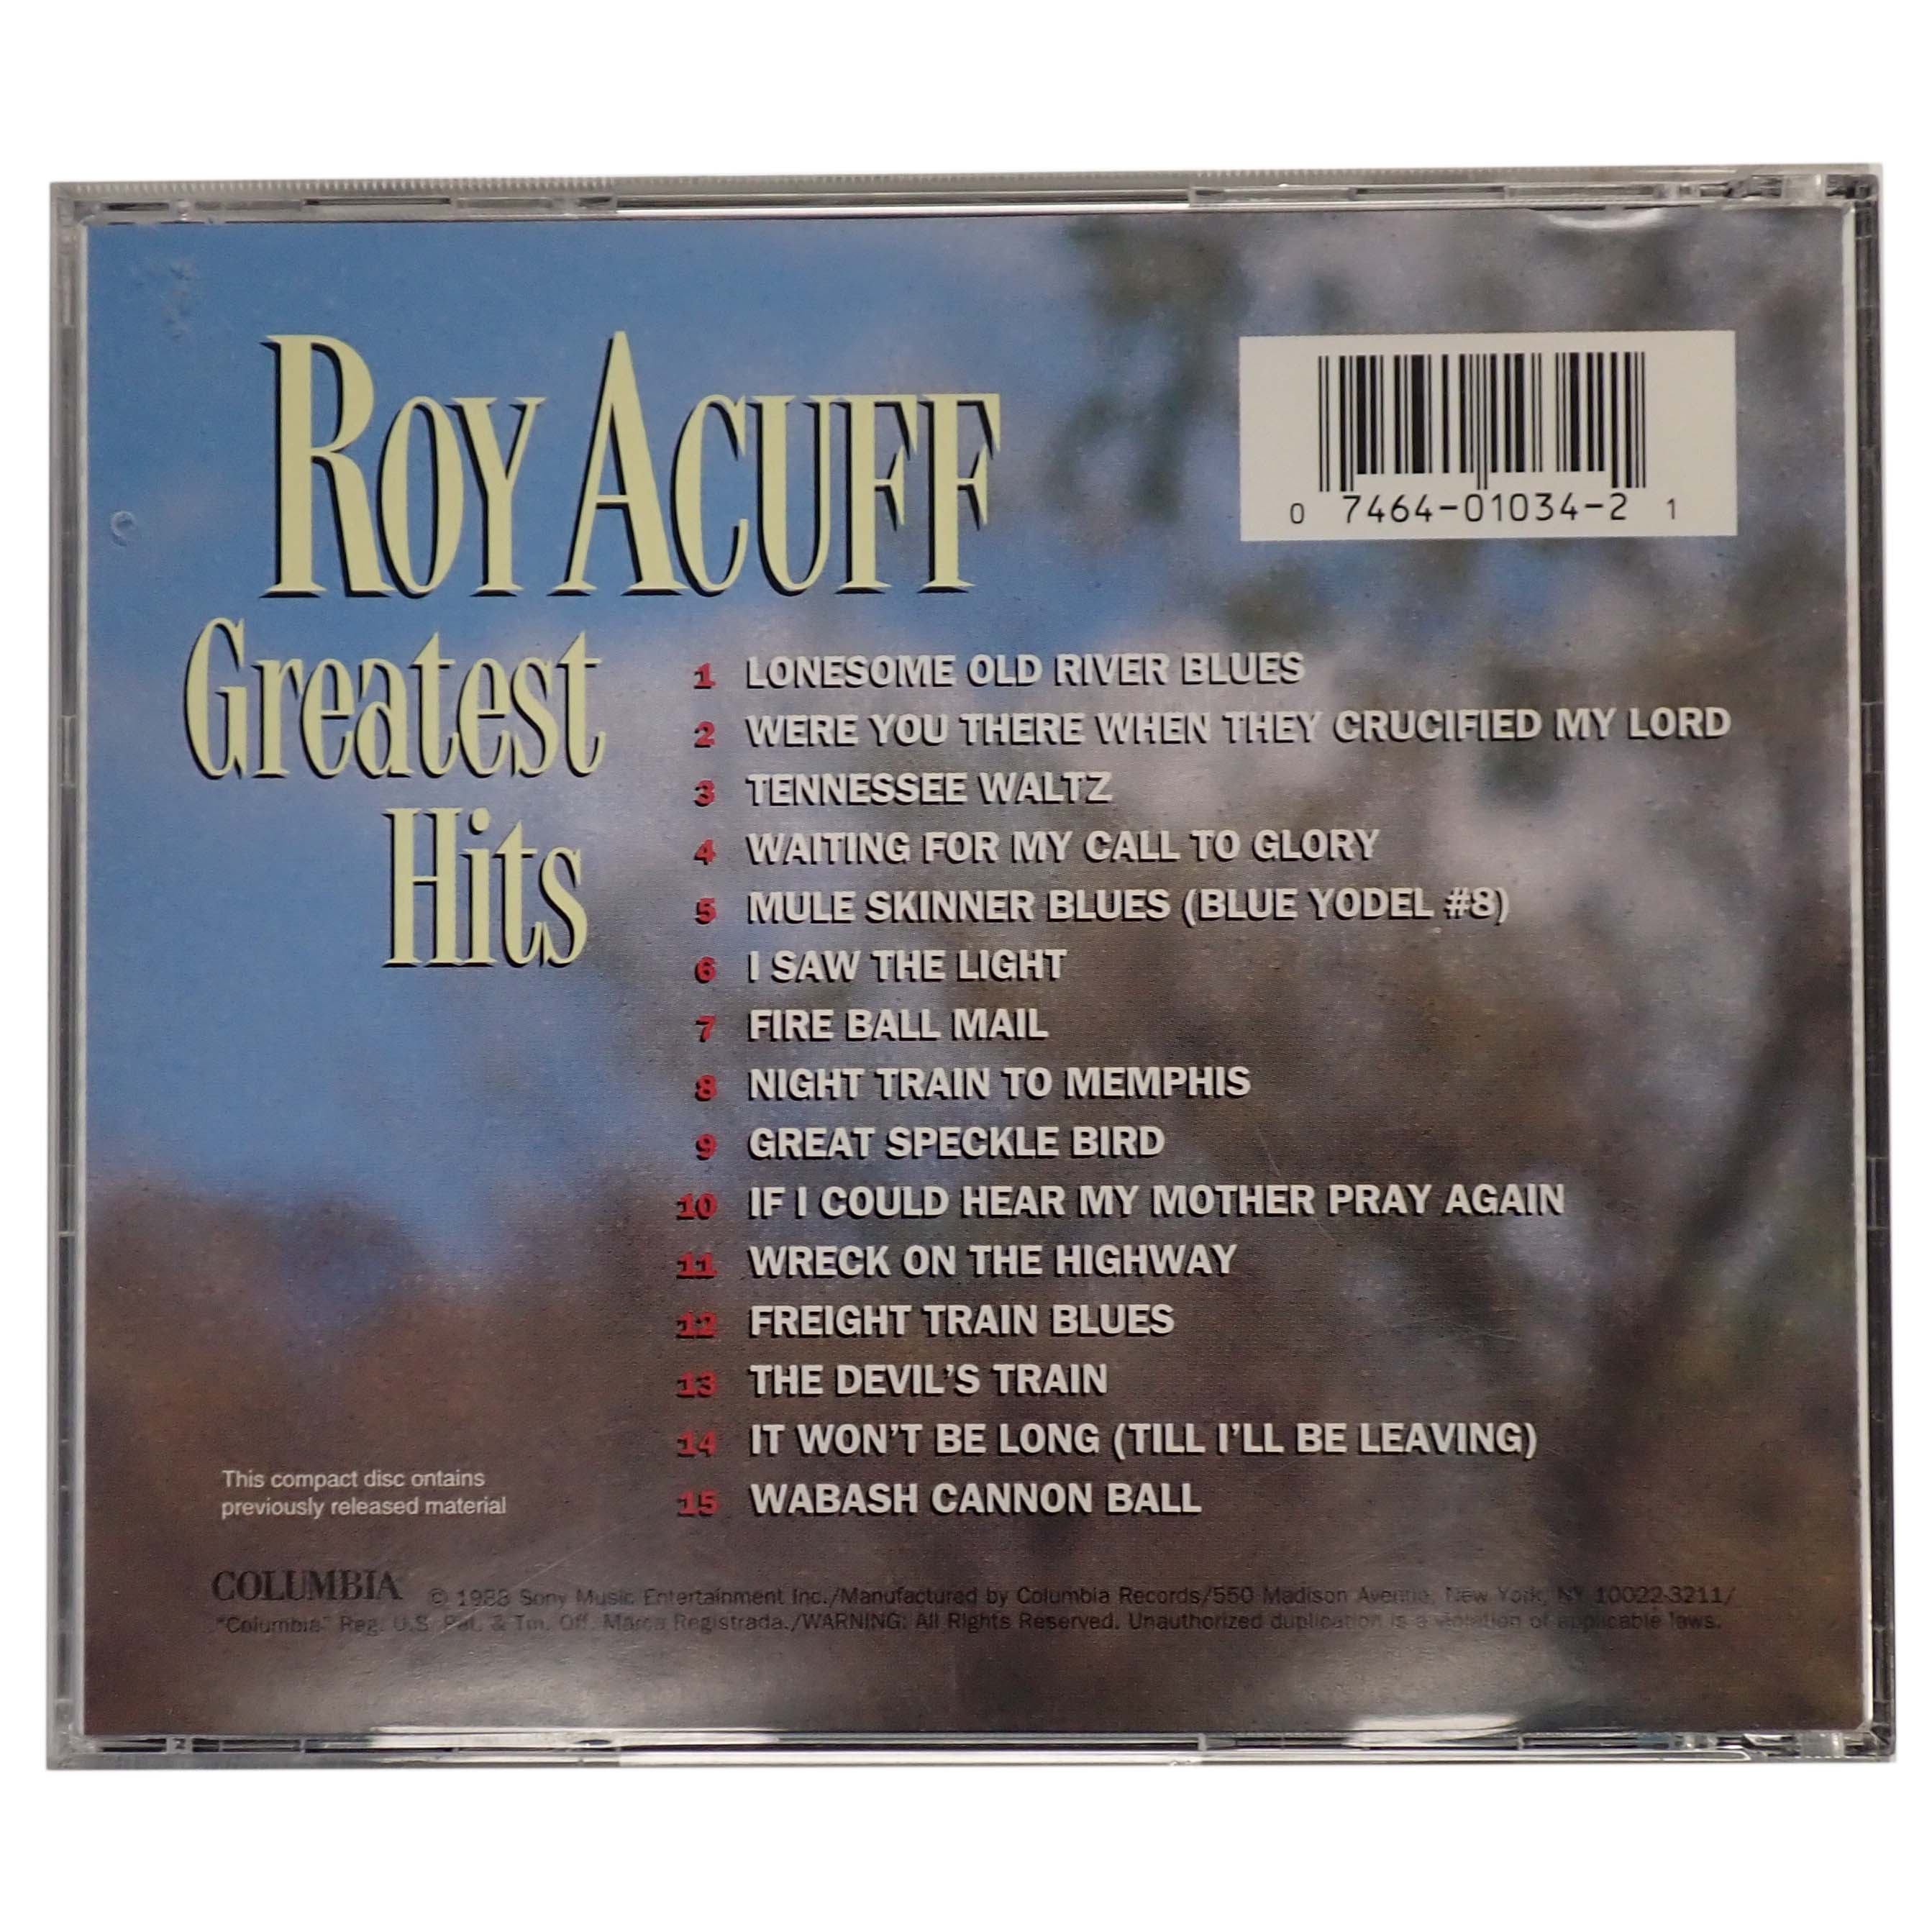 ROY ACUFF
Greatest
Hits
0 7464-01034-2 1
1 LONESOME OLD RIVER BLUES
2 WERE YOU THERE WHEN THEY CRUCIFIED MY LORD
3 TENNESSEE WALTZ
4 WAITING FOR MY CALL TO GLORY
5 MULE SKINNER BLUES (BLUE YODEL #8)
6 I SAW THE LIGHT
7 FIRE BALL MAIL
8 NIGHT TRAIN TO MEMPHIS
9 GREAT SPECKLE BIRD
10 IF I COULD HEAR MY MOTHER PRAY AGAIN
11 WRECK ON THE HIGHWAY
12 FREIGHT TRAIN BLUES
13 THE DEVIL'S TRAIN
14 IT WON'T BE LONG (TILL I'LL BE LEAVING)
15 WABASH CANNON BALL
This compact disc ontains
previously released material
COLUMBIA © Sony Music Entertainment Inc./Manufactured by Columbia Records/550 Madison Avenue, New York, NY 10022-3211/
"Columbia" Reg. U.S. Pat. & Tm. Off. Marca Registrada./WARNING: All Rights Reserved. Unauthorized duplication is a violation of applicable laws.